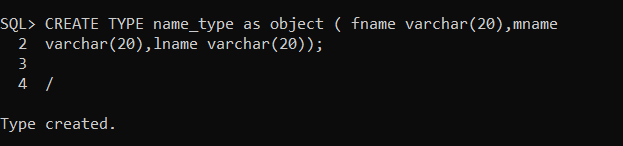 SQL> CREATE TYPE name_type as object ( fname varchar(20),mname
  2  varchar(20),lname varchar(20));
  3
  4  /
Type created.